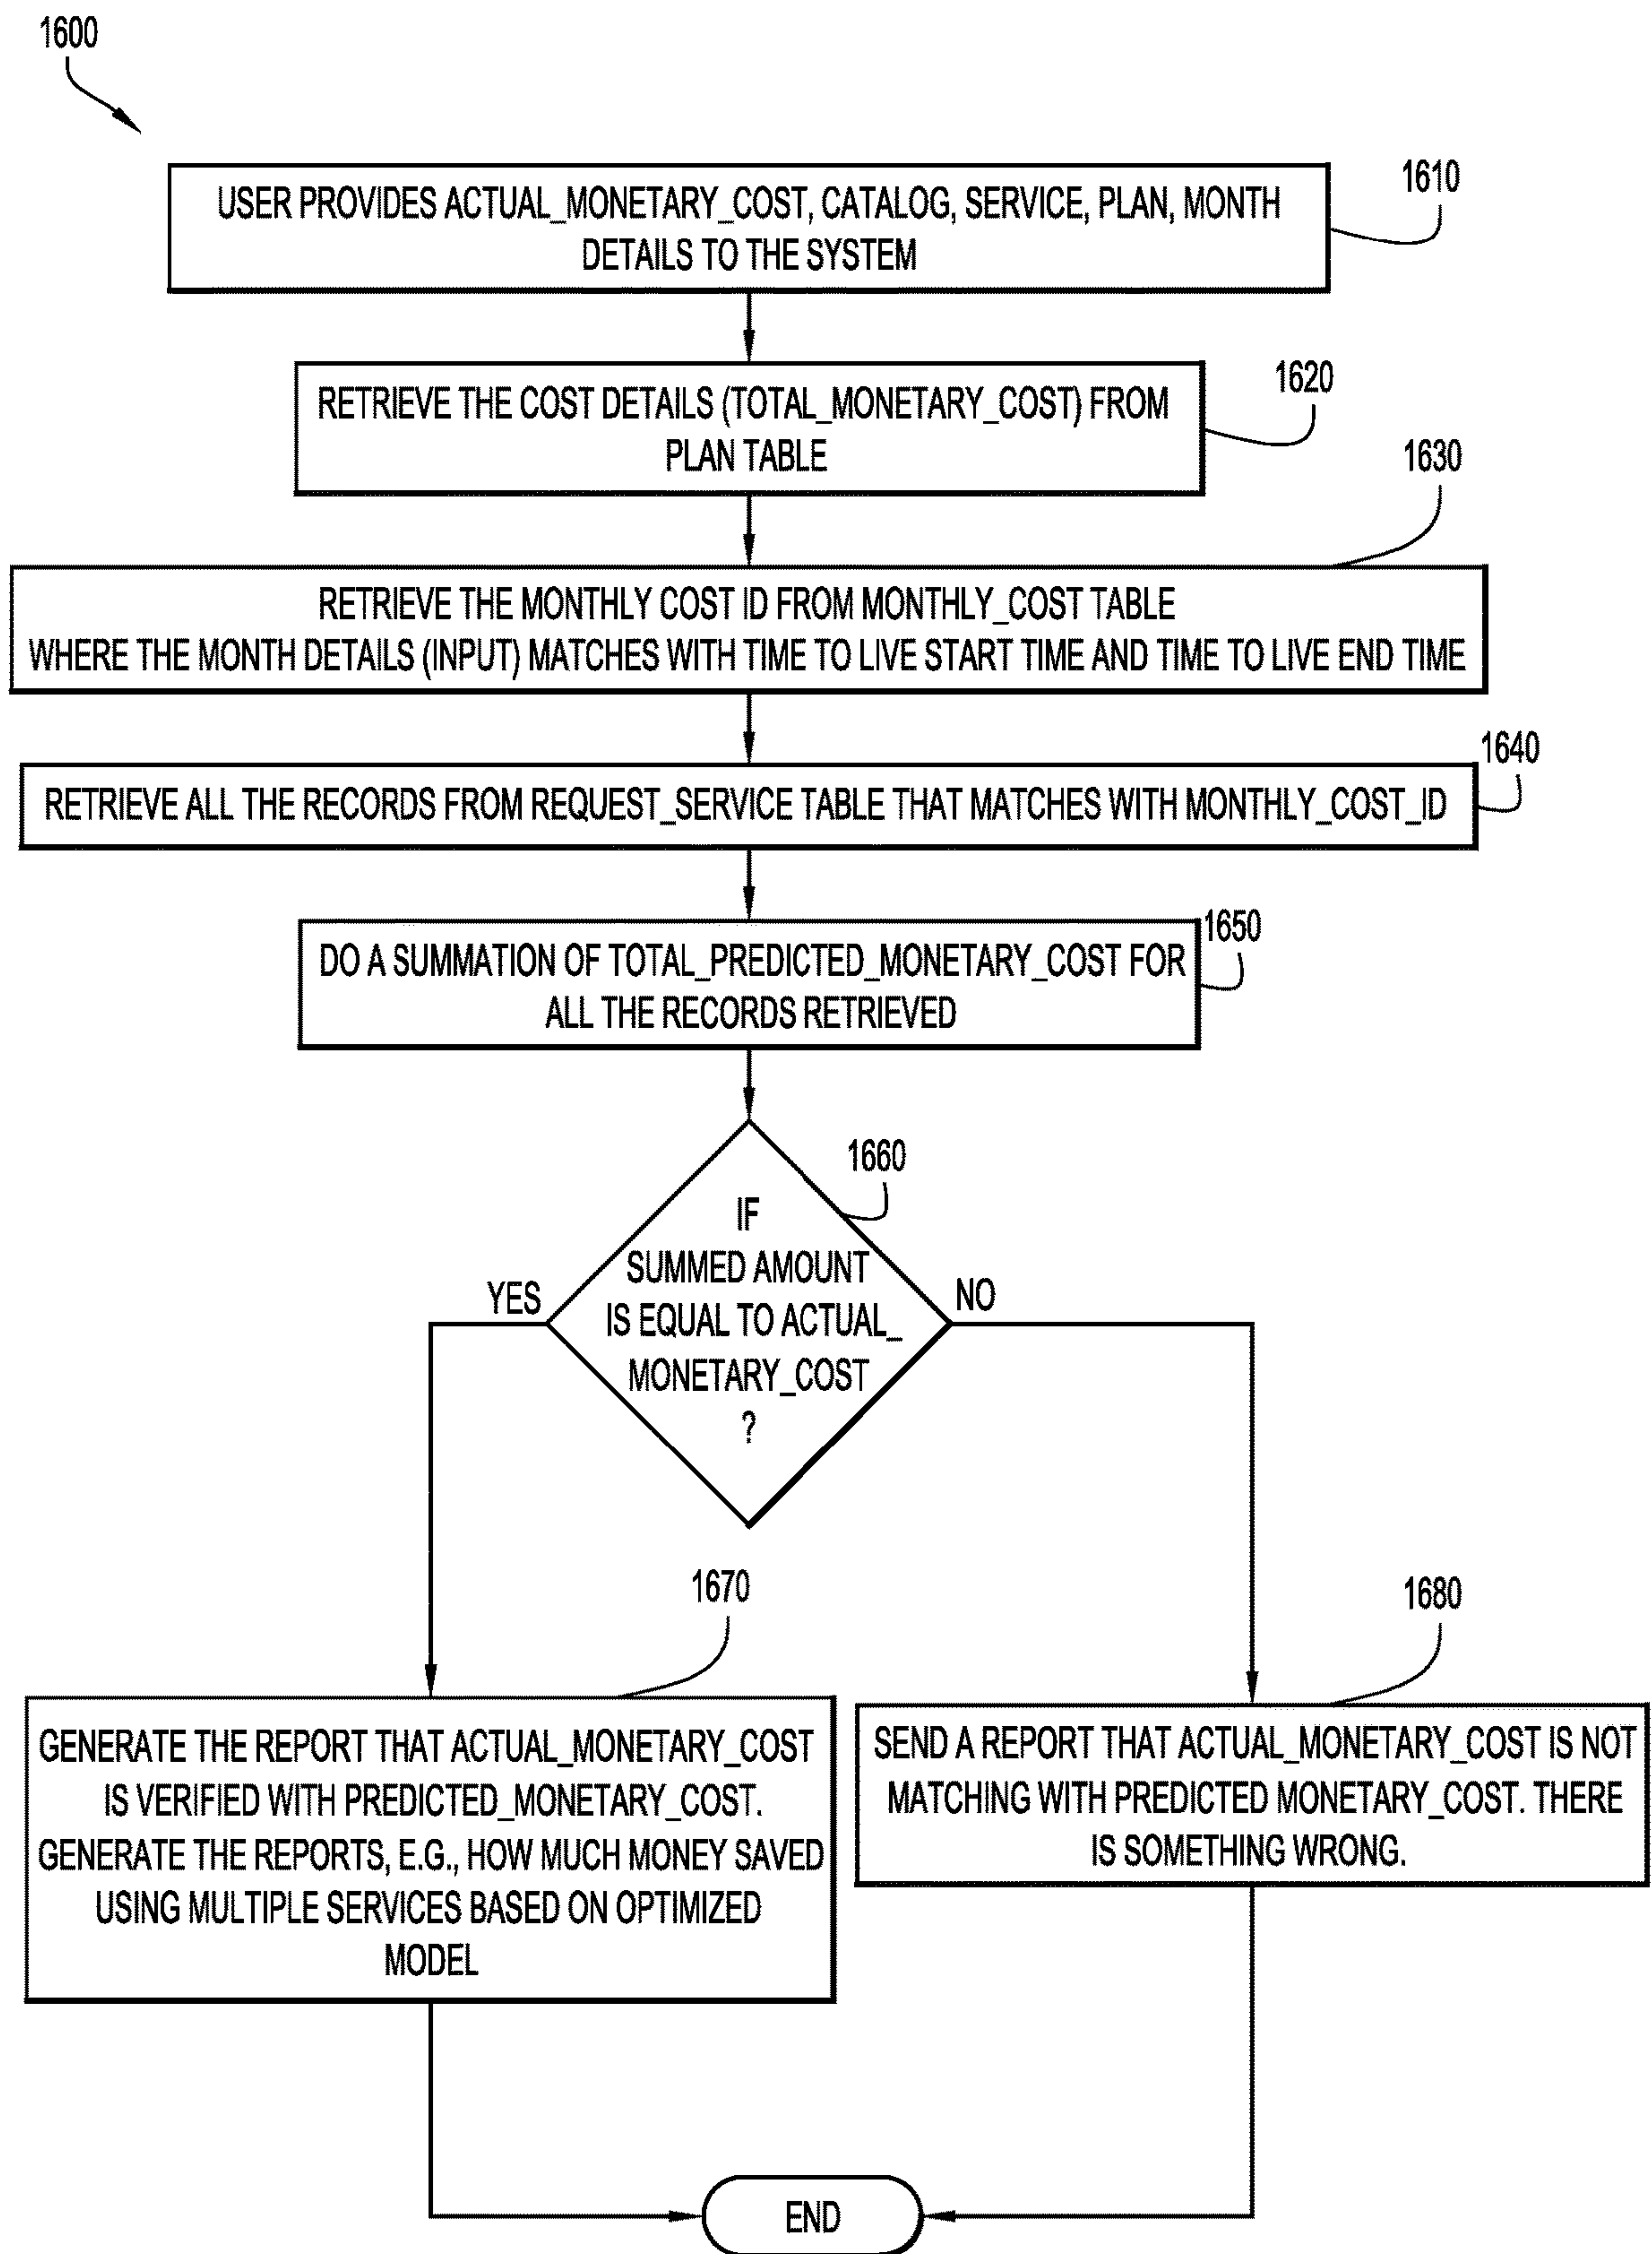 1600
1610
USER PROVIDES ACTUAL_MONETARY_COST, CATALOG, SERVICE, PLAN, MONTH
DETAILS TO THE SYSTEM
1620
RETRIEVE THE COST DETAILS (TOTAL_MONETARY_COST) FROM
PLAN TABLE
1630
RETRIEVE THE MONTHLY COST ID FROM MONTHLY_COST TABLE
WHERE THE MONTH DETAILS (INPUT) MATCHES WITH TIME TO LIVE START TIME AND TIME TO LIVE END TIME
1640
RETRIEVE ALL THE RECORDS FROM REQUEST_SERVICE TABLE THAT MATCHES WITH MONTHLY_COST_ID
1650
DO A SUMMATION OF TOTAL_PREDICTED_MONETARY_COST FOR
ALL THE RECORDS RETRIEVED
1660
IF
SUMMED AMOUNT
IS EQUAL TO ACTUAL_
MONETARY_COST
?
YES
NO
1670
GENERATE THE REPORT THAT ACTUAL_MONETARY_COST
IS VERIFIED WITH PREDICTED_MONETARY_COST.
GENERATE THE REPORTS, E.G., HOW MUCH MONEY SAVED
USING MULTIPLE SERVICES BASED ON OPTIMIZED
MODEL
1680
SEND A REPORT THAT ACTUAL_MONETARY_COST IS NOT
MATCHING WITH PREDICTED MONETARY_COST. THERE
IS SOMETHING WRONG.
END